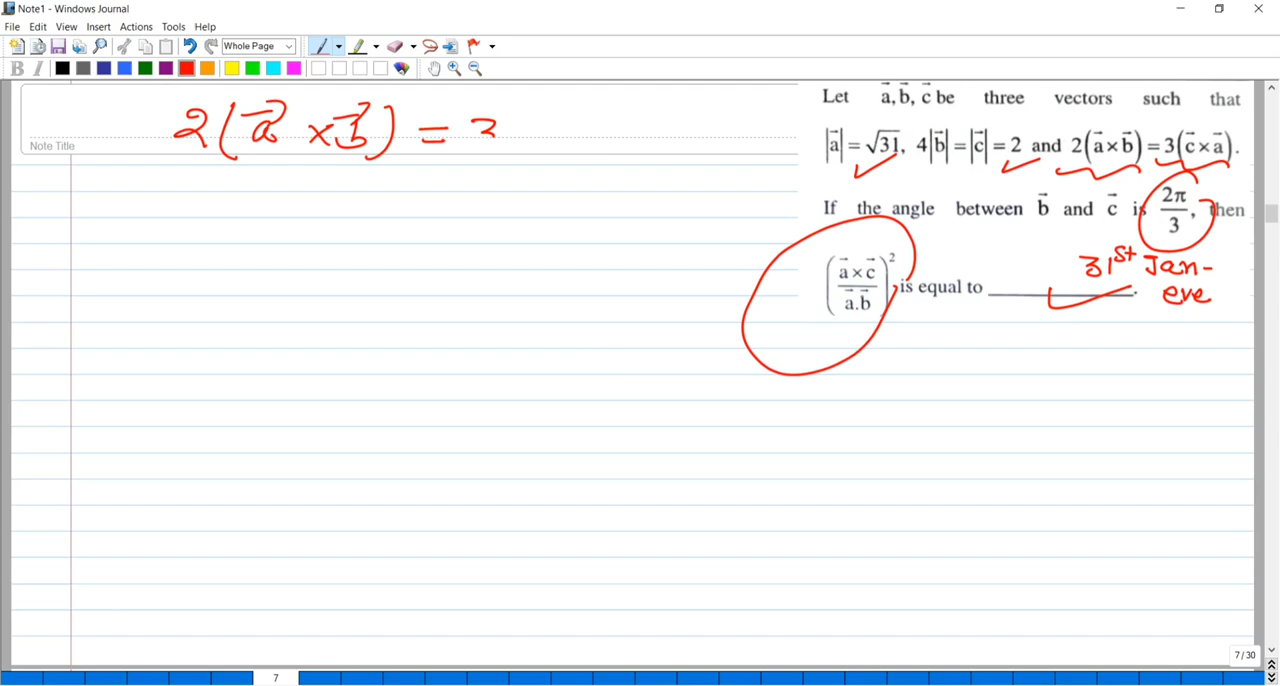 Note1 - Windows Journal
File Edit View Insert Actions Tools Help
Whole Page
B I
2(a⃗ × b⃗) = 3
Note Title
Let a⃗, b⃗, c⃗ be three vectors such that
|a⃗| = √31, 4|b⃗| = |c⃗| = 2 and 2(a⃗ × b⃗) = 3(c⃗ × a⃗).
If the angle between b⃗ and c⃗ is 2π/3, then
(a⃗ × c⃗ / a⃗.b⃗)², is equal to ____________.
31st Jan-
eve
7 / 30
7